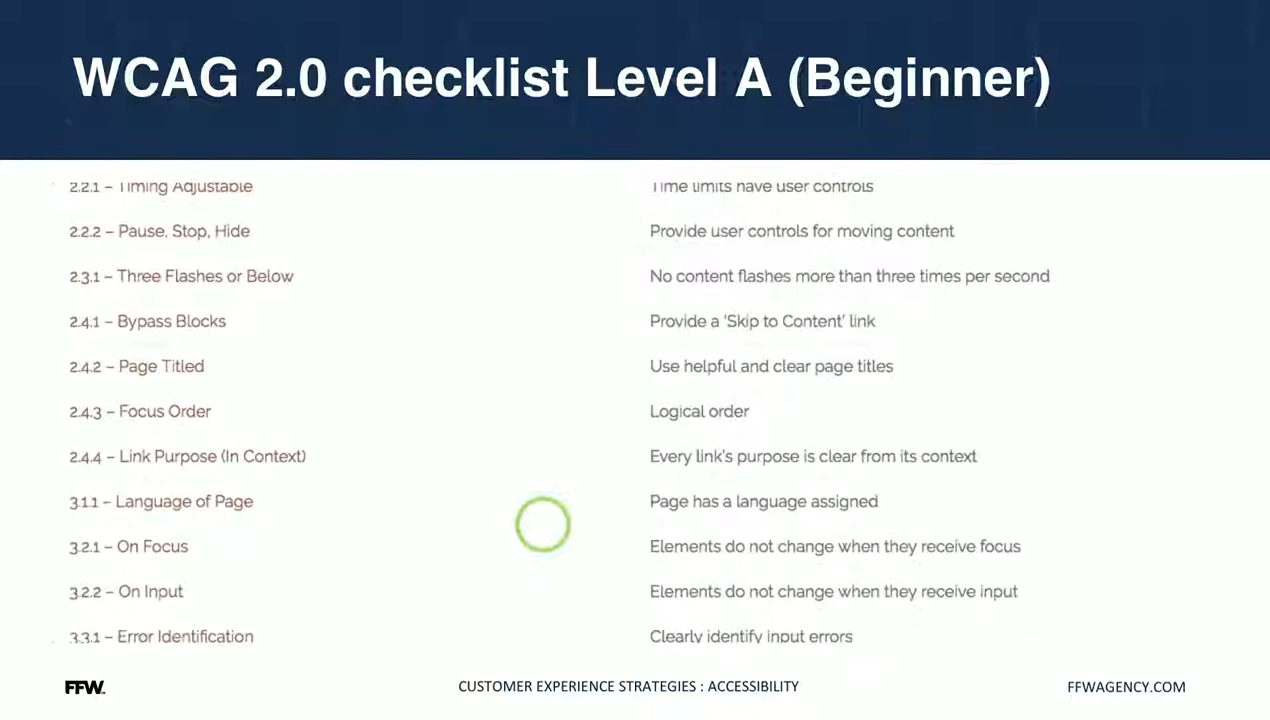 WCAG 2.0 checklist Level A (Beginner)
2.2.1 – Timing Adjustable Time limits have user controls
2.2.2 – Pause, Stop, Hide Provide user controls for moving content
2.3.1 – Three Flashes or Below No content flashes more than three times per second
2.4.1 – Bypass Blocks Provide a 'Skip to Content' link
2.4.2 – Page Titled Use helpful and clear page titles
2.4.3 – Focus Order Logical order
2.4.4 – Link Purpose (In Context) Every link's purpose is clear from its context
3.1.1 – Language of Page Page has a language assigned
3.2.1 – On Focus Elements do not change when they receive focus
3.2.2 – On Input Elements do not change when they receive input
3.3.1 – Error Identification Clearly identify input errors
FFW CUSTOMER EXPERIENCE STRATEGIES : ACCESSIBILITY FFWAGENCY.COM